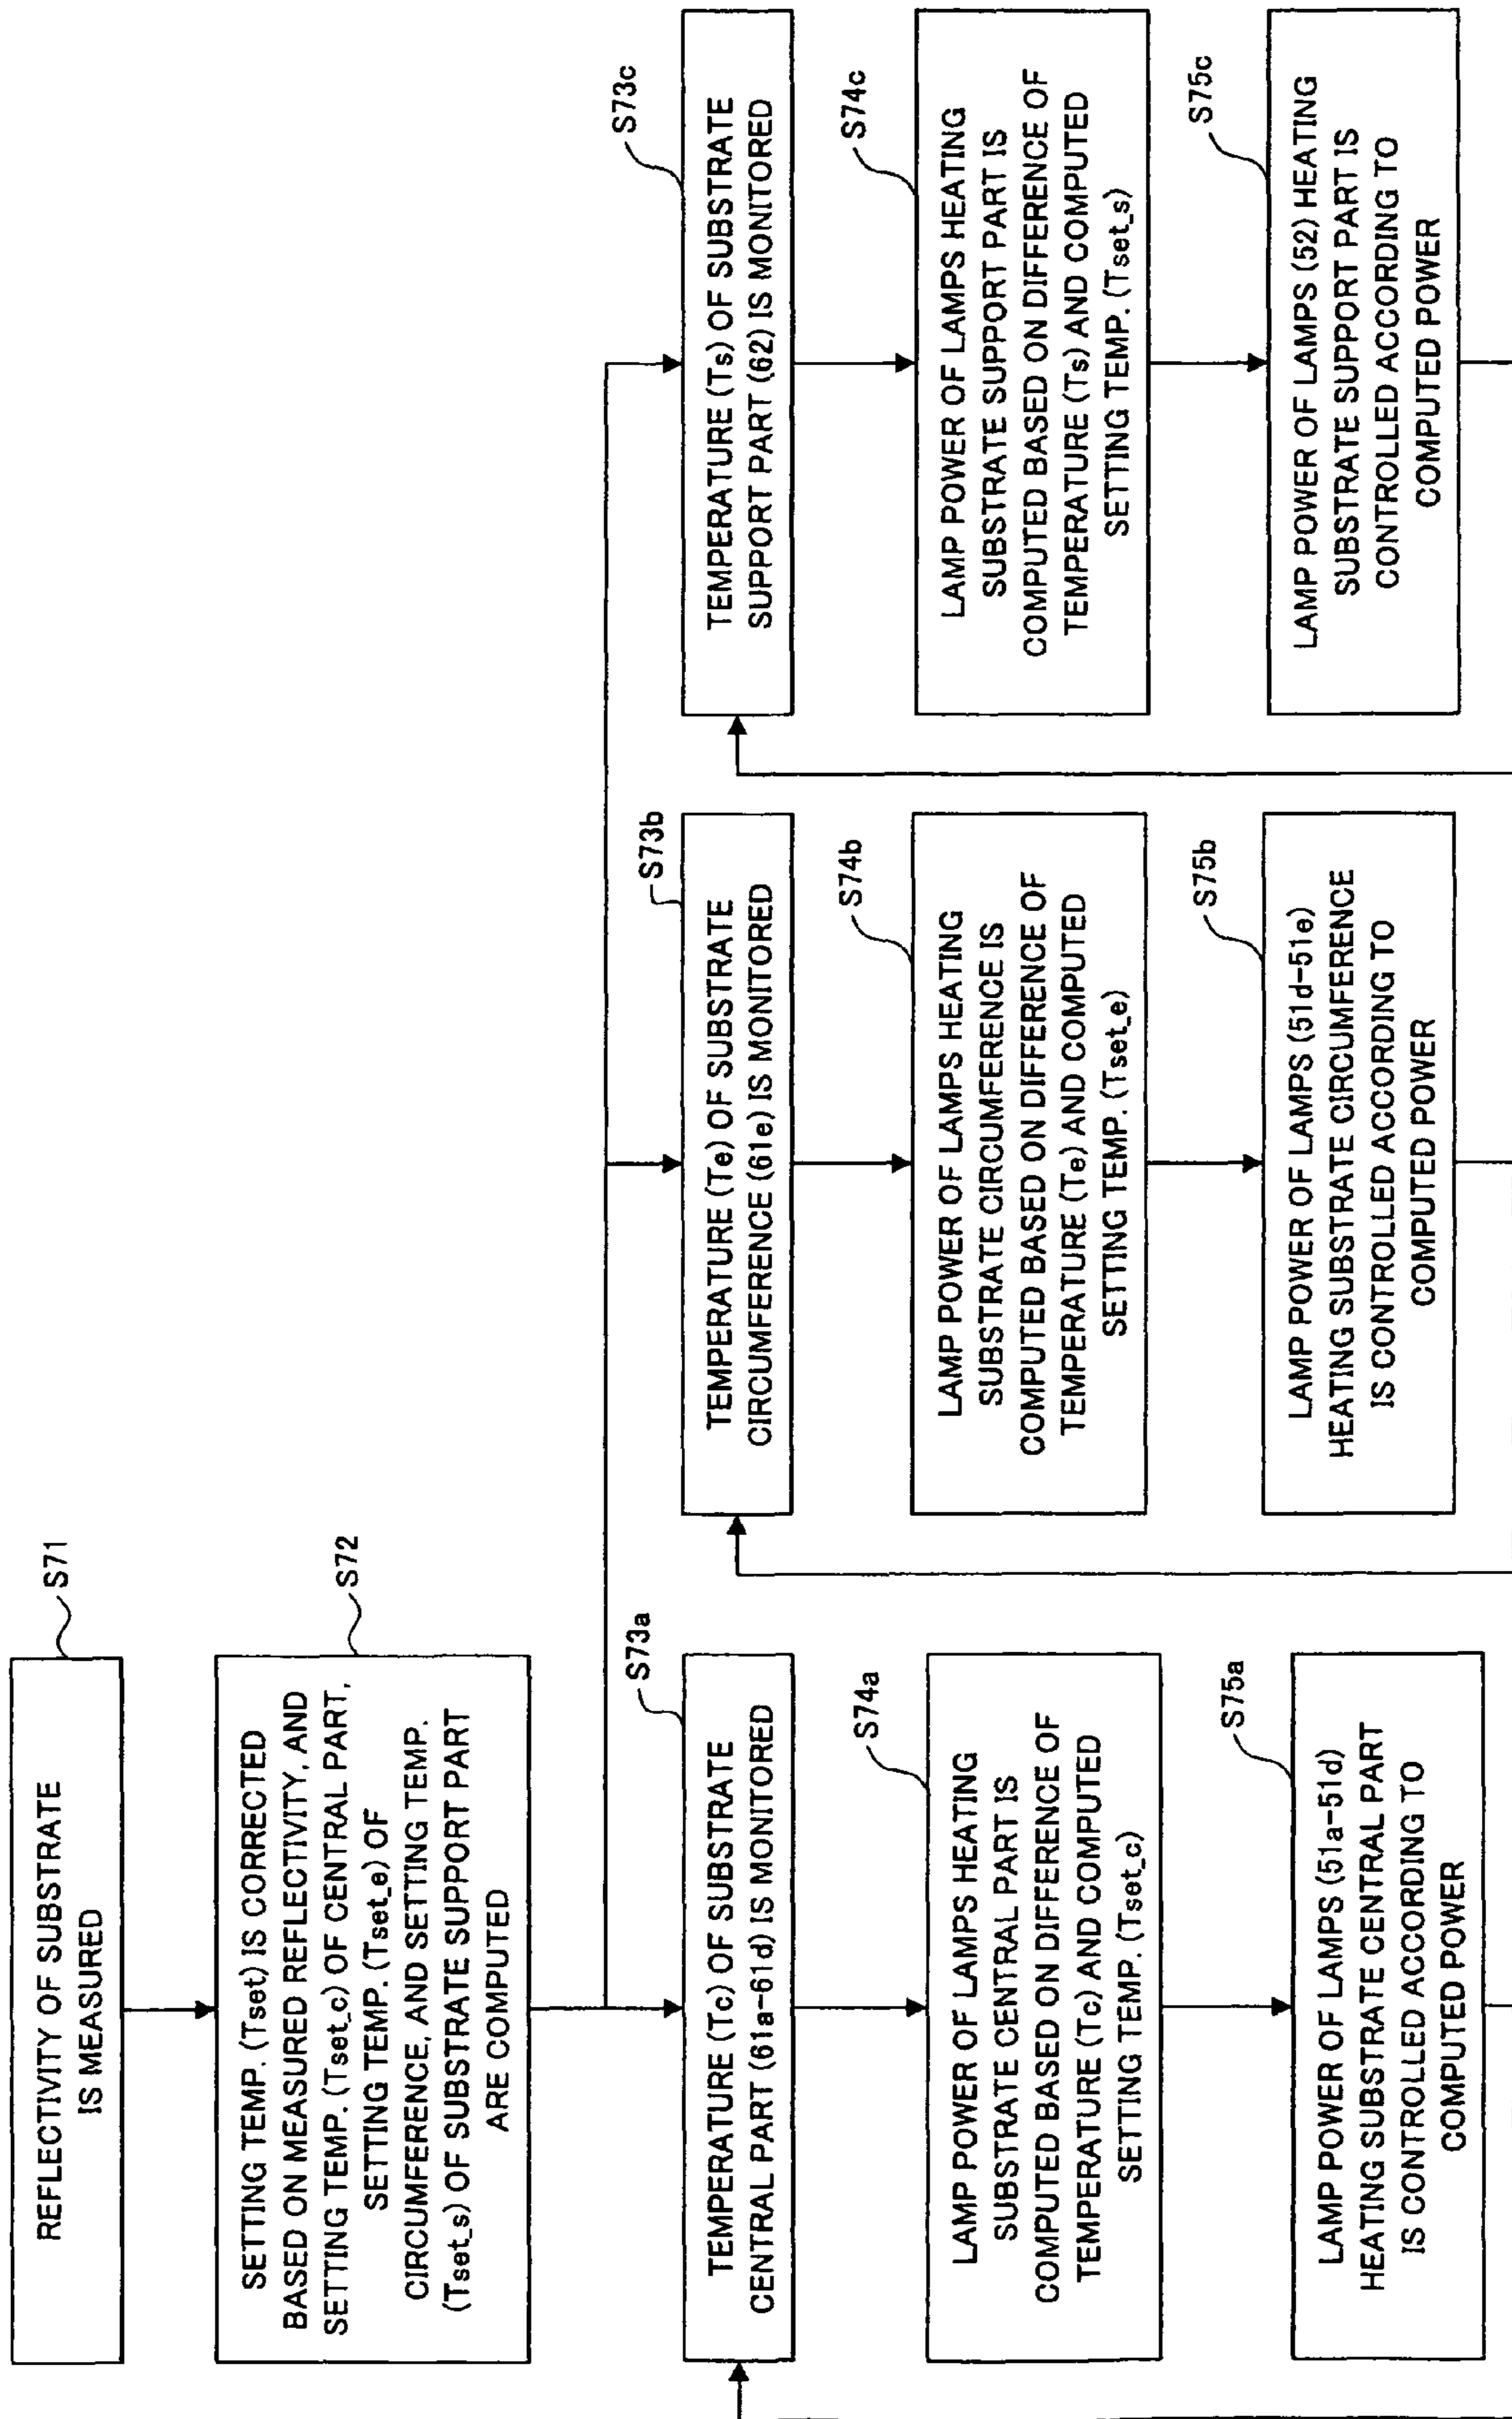 REFLECTIVITY OF SUBSTRATE
IS MEASURED
S71
SETTING TEMP. (Tset) IS CORRECTED
BASED ON MEASURED REFLECTIVITY, AND
SETTING TEMP. (Tset_c) OF CENTRAL PART,
SETTING TEMP. (Tset_e) OF
CIRCUMFERENCE, AND SETTING TEMP.
(Tset_s) OF SUBSTRATE SUPPORT PART
ARE COMPUTED
S72
TEMPERATURE (Tc) OF SUBSTRATE
CENTRAL PART (61a-61d) IS MONITORED
S73a
LAMP POWER OF LAMPS HEATING
SUBSTRATE CENTRAL PART IS
COMPUTED BASED ON DIFFERENCE OF
TEMPERATURE (Tc) AND COMPUTED
SETTING TEMP. (Tset_c)
S74a
LAMP POWER OF LAMPS (51a-51d)
HEATING SUBSTRATE CENTRAL PART
IS CONTROLLED ACCORDING TO
COMPUTED POWER
S75a
TEMPERATURE (Te) OF SUBSTRATE
CIRCUMFERENCE (61e) IS MONITORED
S73b
LAMP POWER OF LAMPS HEATING
SUBSTRATE CIRCUMFERENCE IS
COMPUTED BASED ON DIFFERENCE OF
TEMPERATURE (Te) AND COMPUTED
SETTING TEMP. (Tset_e)
S74b
LAMP POWER OF LAMPS (51d-51e)
HEATING SUBSTRATE CIRCUMFERENCE
IS CONTROLLED ACCORDING TO
COMPUTED POWER
S75b
TEMPERATURE (Ts) OF SUBSTRATE
SUPPORT PART (62) IS MONITORED
S73c
LAMP POWER OF LAMPS HEATING
SUBSTRATE SUPPORT PART IS
COMPUTED BASED ON DIFFERENCE OF
TEMPERATURE (Ts) AND COMPUTED
SETTING TEMP. (Tset_s)
S74c
LAMP POWER OF LAMPS (52) HEATING
SUBSTRATE SUPPORT PART IS
CONTROLLED ACCORDING TO
COMPUTED POWER
S75c